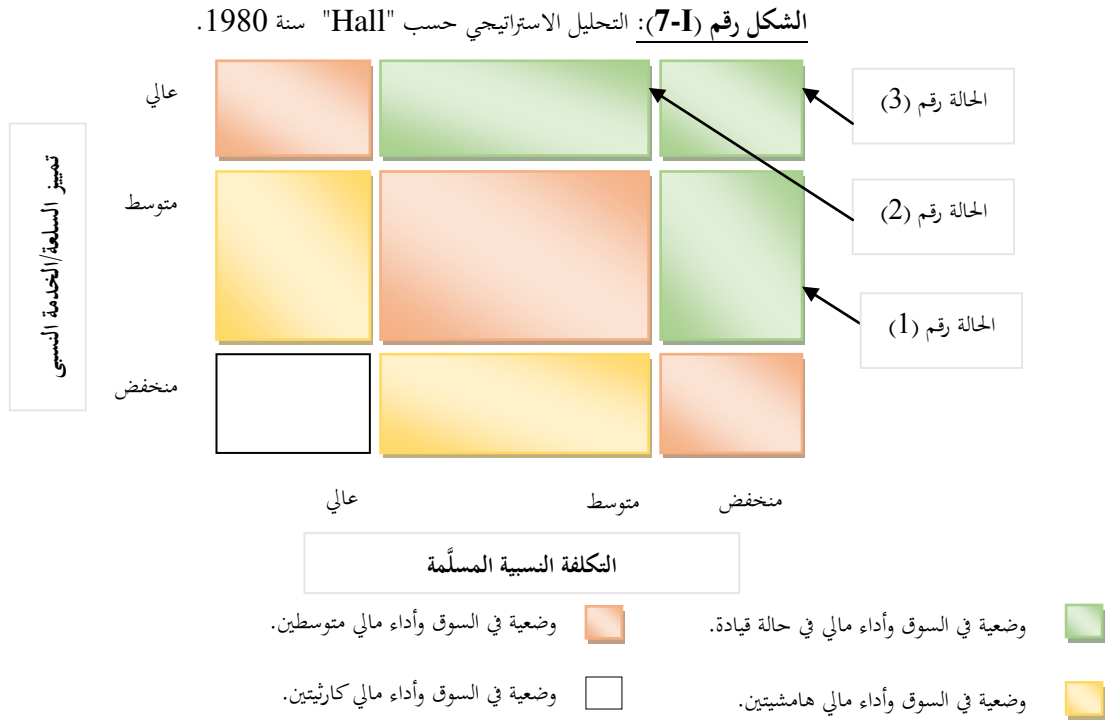 الشكل رقم (7-I): التحليل الاستراتيجي حسب "Hall" سنة 1980.
عالي
الحالة رقم (3)
تمييز السلعة/الخدمة النسبي
متوسط
الحالة رقم (2)
الحالة رقم (1)
منخفض
منخفض
متوسط
عالي
التكلفة النسبية المسلَّمة
وضعية في السوق وأداء مالي في حالة قيادة.
وضعية في السوق وأداء مالي متوسطين.
وضعية في السوق وأداء مالي هامشيتين.
وضعية في السوق وأداء مالي كارثيتين.